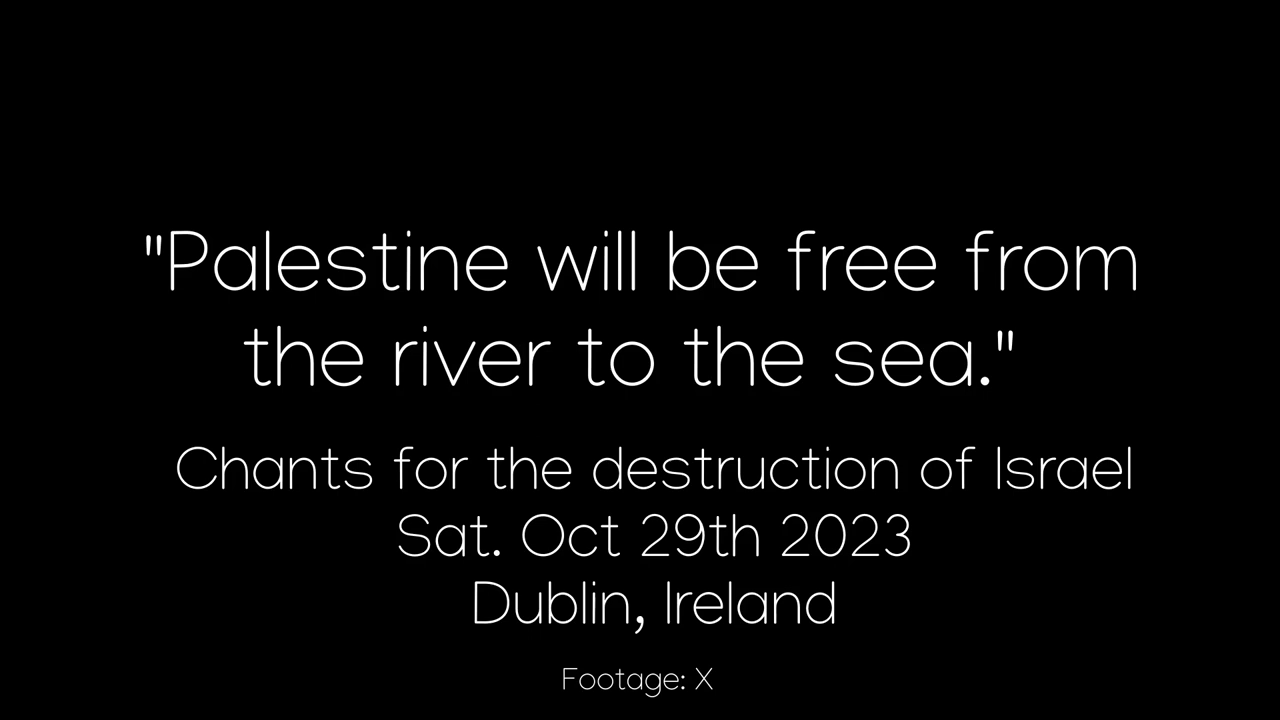 "Palestine will be free from
the river to the sea."
Chants for the destruction of Israel
Sat. Oct 29th 2023
Dublin, Ireland
Footage: X